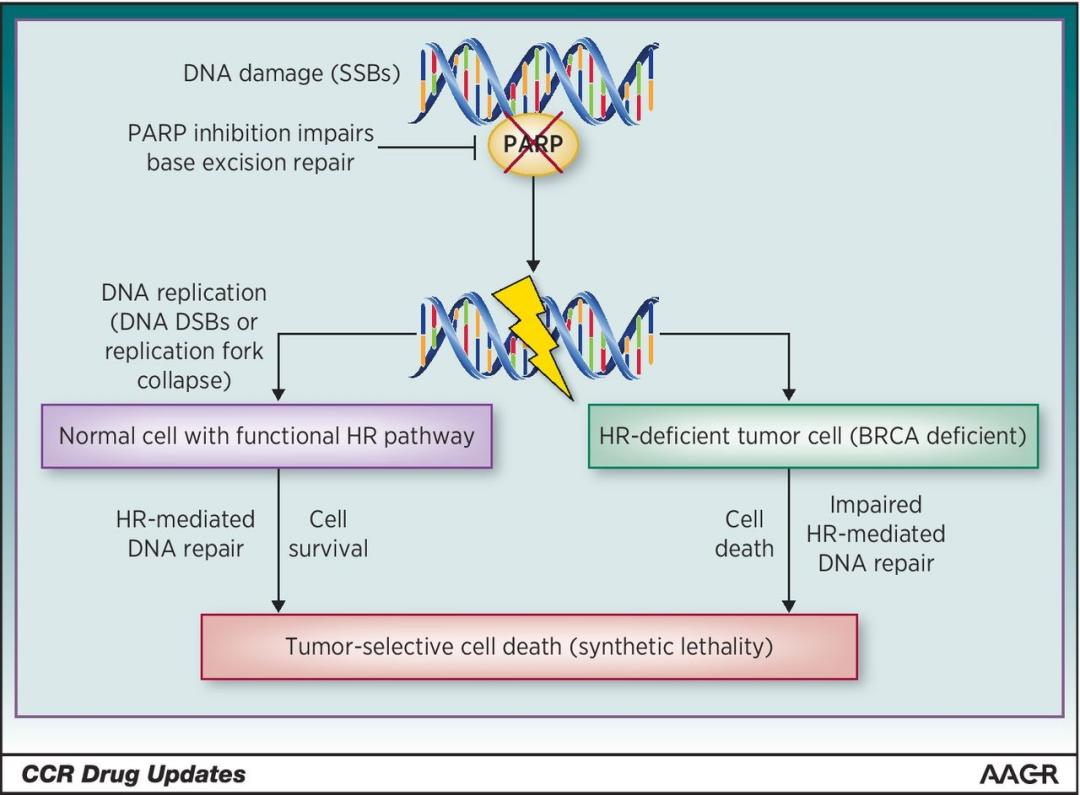 DNA damage (SSBs)
PARP inhibition impairs
base excision repair
PARP
DNA replication
(DNA DSBs or
replication fork
collapse)
Normal cell with functional HR pathway
HR-deficient tumor cell (BRCA deficient)
HR-mediated
DNA repair
Cell
survival
Cell
death
Impaired
HR-mediated
DNA repair
Tumor-selective cell death (synthetic lethality)
CCR Drug Updates
AACR